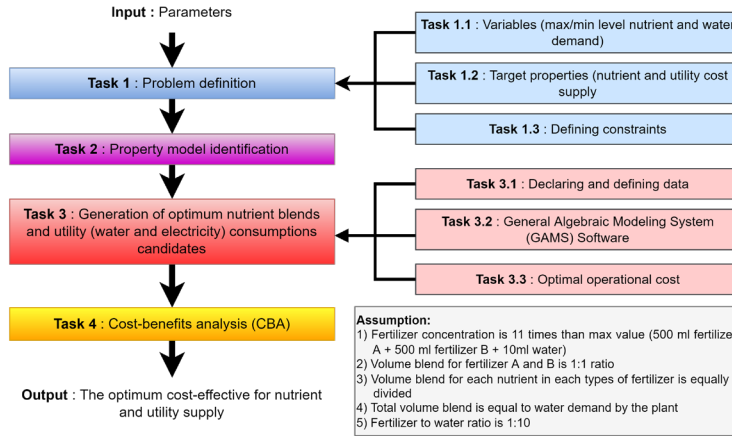 Input : Parameters
Task 1 : Problem definition
Task 2 : Property model identification
Task 3 : Generation of optimum nutrient blends
and utility (water and electricity) consumptions
candidates
Task 4 : Cost-benefits analysis (CBA)
Output : The optimum cost-effective for nutrient
and utility supply
Task 1.1 : Variables (max/min level nutrient and water
demand)
Task 1.2 : Target properties (nutrient and utility cost
supply
Task 1.3 : Defining constraints
Task 3.1 : Declaring and defining data
Task 3.2 : General Algebraic Modeling System
(GAMS) Software
Task 3.3 : Optimal operational cost
Assumption:
1) Fertilizer concentration is 11 times than max value (500 ml fertilizer
A + 500 ml fertilizer B + 10ml water)
2) Volume blend for fertilizer A and B is 1:1 ratio
3) Volume blend for each nutrient in each types of fertilizer is equally
divided
4) Total volume blend is equal to water demand by the plant
5) Fertilizer to water ratio is 1:10